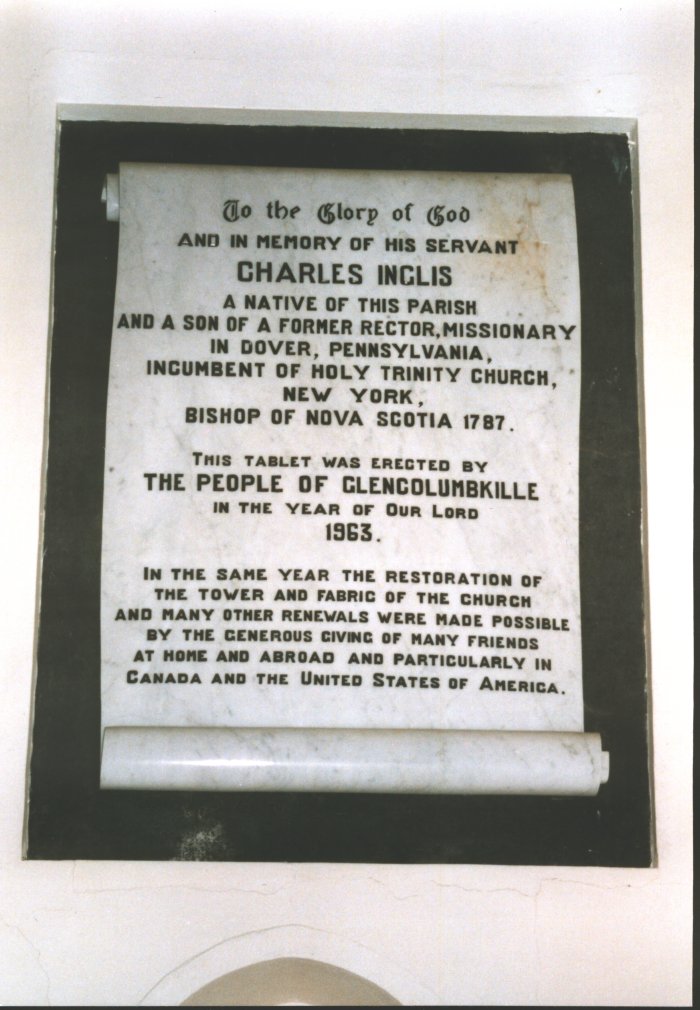 To the Glory of God
AND IN MEMORY OF HIS SERVANT
CHARLES INGLIS
A NATIVE OF THIS PARISH
AND A SON OF A FORMER RECTOR, MISSIONARY
IN DOVER, PENNSYLVANIA,
INCUMBENT OF HOLY TRINITY CHURCH,
NEW YORK,
BISHOP OF NOVA SCOTIA 1787.
THIS TABLET WAS ERECTED BY
THE PEOPLE OF GLENCOLUMBKILLE
IN THE YEAR OF OUR LORD
1963.
IN THE SAME YEAR THE RESTORATION OF
THE TOWER AND FABRIC OF THE CHURCH
AND MANY OTHER RENEWALS WERE MADE POSSIBLE
BY THE GENEROUS GIVING OF MANY FRIENDS
AT HOME AND ABROAD AND PARTICULARLY IN
CANADA AND THE UNITED STATES OF AMERICA.